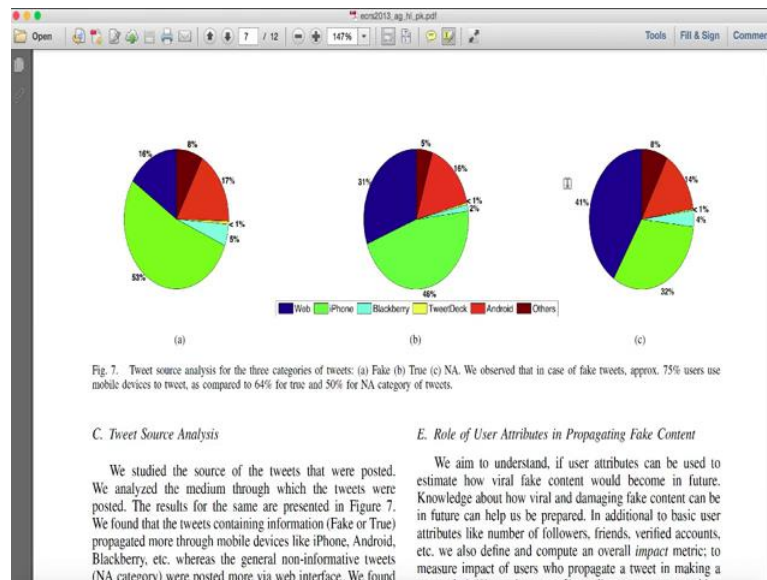 ecrs2013_ag_hl_pk.pdf
Open 7 / 12 147% Tools Fill & Sign Commen
16% 8% 17% < 1% 5% 53%
31% 5% 16% < 1% 2% 46%
41% 8% 14% < 1% 4% 32%
Web iPhone Blackberry TweetDeck Android Others
(a) (b) (c)
Fig. 7. Tweet source analysis for the three categories of tweets: (a) Fake (b) True (c) NA. We observed that in case of fake tweets, approx. 75% users use
mobile devices to tweet, as compared to 64% for true and 50% for NA category of tweets.
C. Tweet Source Analysis
We studied the source of the tweets that were posted.
We analyzed the medium through which the tweets were
posted. The results for the same are presented in Figure 7.
We found that the tweets containing information (Fake or True)
propagated more through mobile devices like iPhone, Android,
Blackberry, etc. whereas the general non-informative tweets
(NA category) were posted more via web interface. We found
E. Role of User Attributes in Propagating Fake Content
We aim to understand, if user attributes can be used to
estimate how viral fake content would become in future.
Knowledge about how viral and damaging fake content can be
in future can help us be prepared. In additional to basic user
attributes like number of followers, friends, verified accounts,
etc. we also define and compute an overall impact metric; to
measure impact of users who propagate a tweet in making a